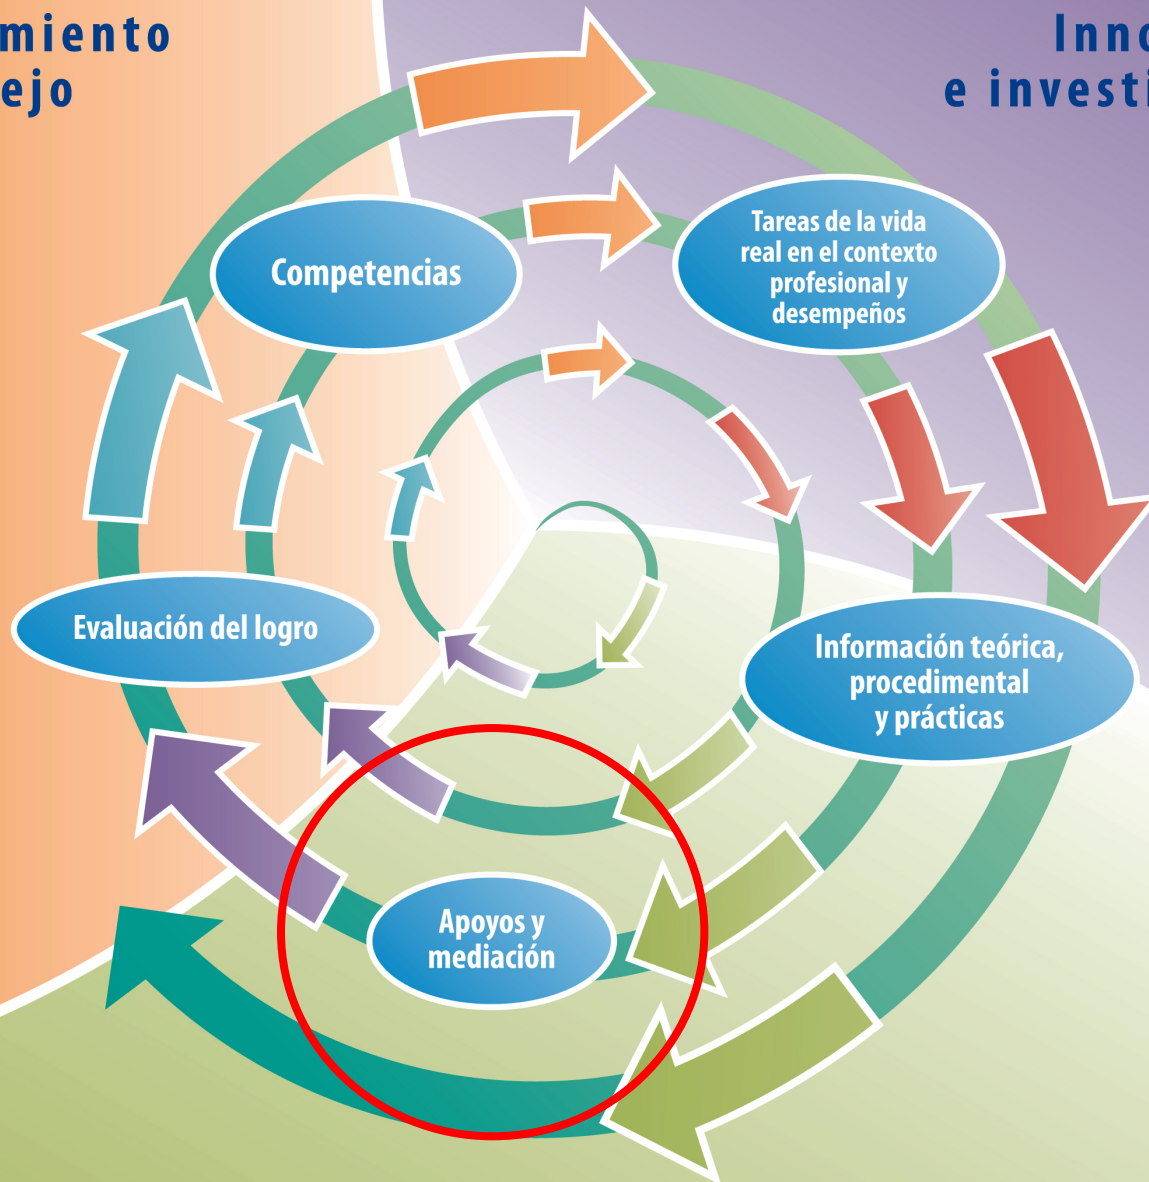 miento
ejo
Inno
e investi
Competencias
Tareas de la vida
real en el contexto
profesional y
desempeños
Evaluación del logro
Información teórica,
procedimental
y prácticas
Apoyos y
mediación